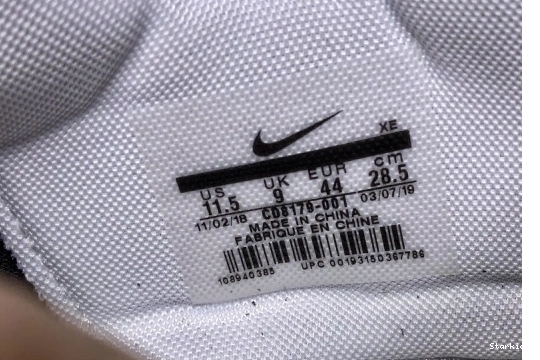 XE
US UK EUR cm
11.5 9 44 28.5
11/02/18 CD8179-001 03/07/19
MADE IN CHINA
FABRIQUE EN CHINE
108940385 UPC 00193150367786